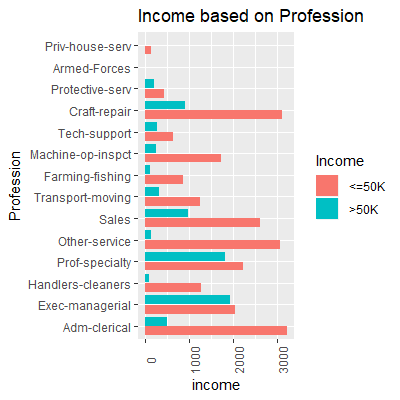 Income based on Profession
Profession
Priv-house-serv
Armed-Forces
Protective-serv
Craft-repair
Tech-support
Machine-op-inspct
Farming-fishing
Transport-moving
Sales
Other-service
Prof-specialty
Handlers-cleaners
Exec-managerial
Adm-clerical
0
1000
2000
3000
income
Income
<=50K
>50K